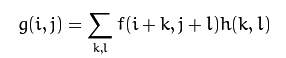 g(i, j) = ∑_{k,l} f(i + k, j + l)h(k, l)